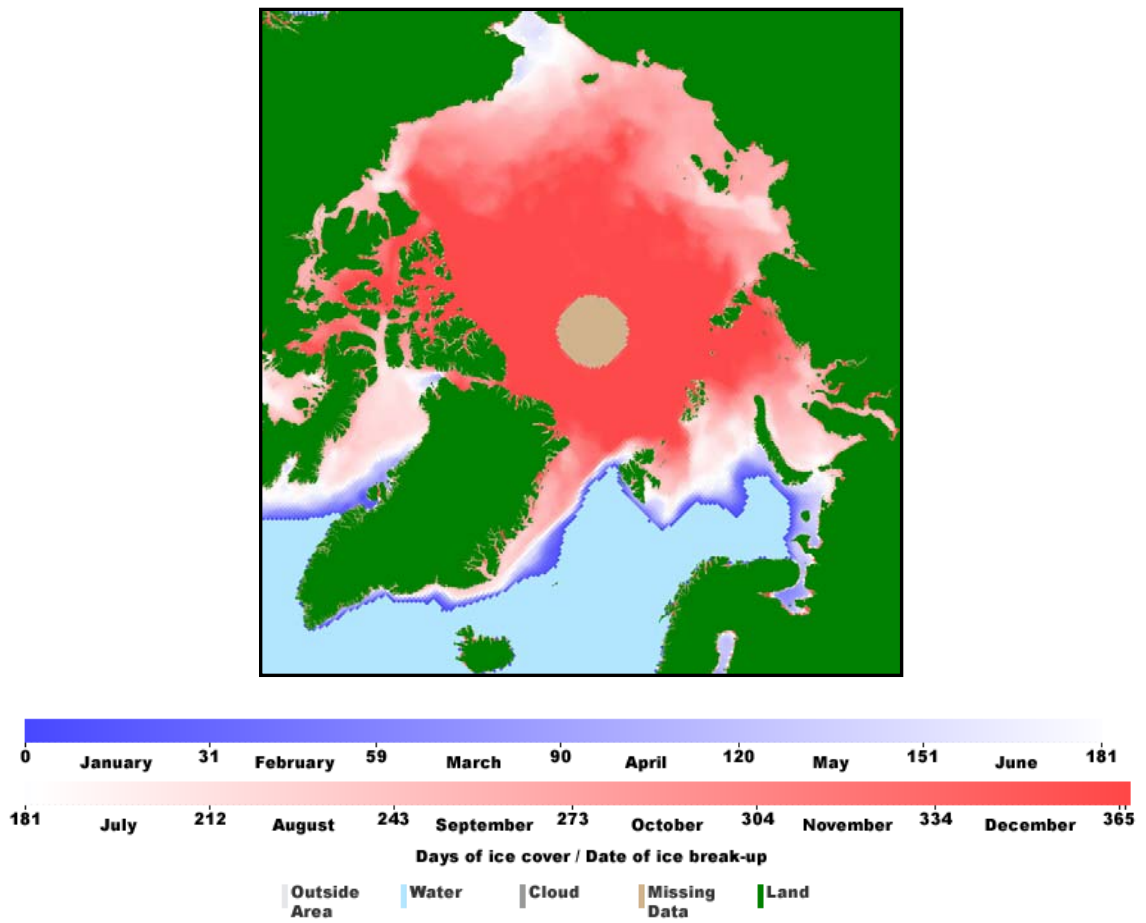 0 January 31 February 59 March 90 April 120 May 151 June 181
181 July 212 August 243 September 273 October 304 November 334 December 365
Days of ice cover / Date of ice break-up
Outside Area Water Cloud Missing Data Land